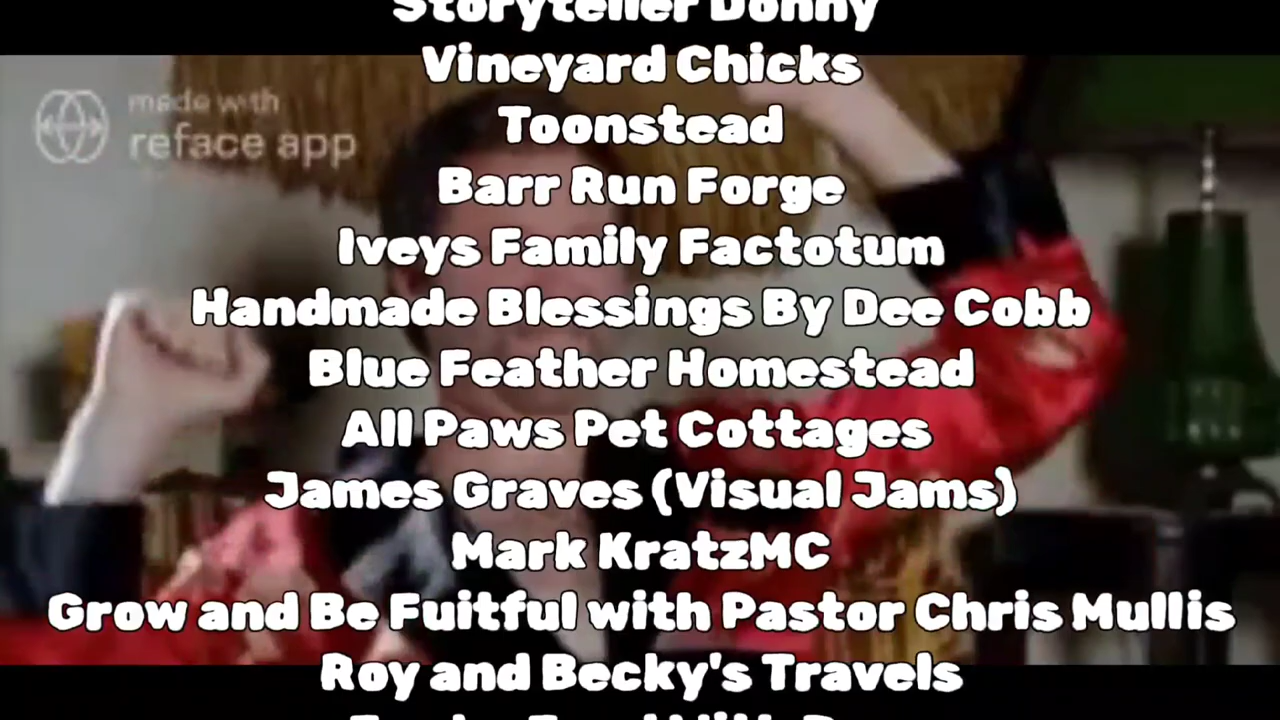 Storyteller Donny
Vineyard Chicks
made with
reface app
Toonstead
Barr Run Forge
Iveys Family Factotum
Handmade Blessings By Dee Cobb
Blue Feather Homestead
All Paws Pet Cottages
James Graves (Visual Jams)
Mark KratzMC
Grow and Be Fuitful with Pastor Chris Mullis
Roy and Becky's Travels